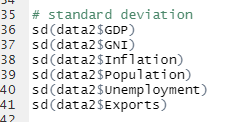 35 # standard deviation
36 sd(data2$GDP)
37 sd(data2$GNI)
38 sd(data2$Inflation)
39 sd(data2$Population)
40 sd(data2$Unemployment)
41 sd(data2$Exports)
42